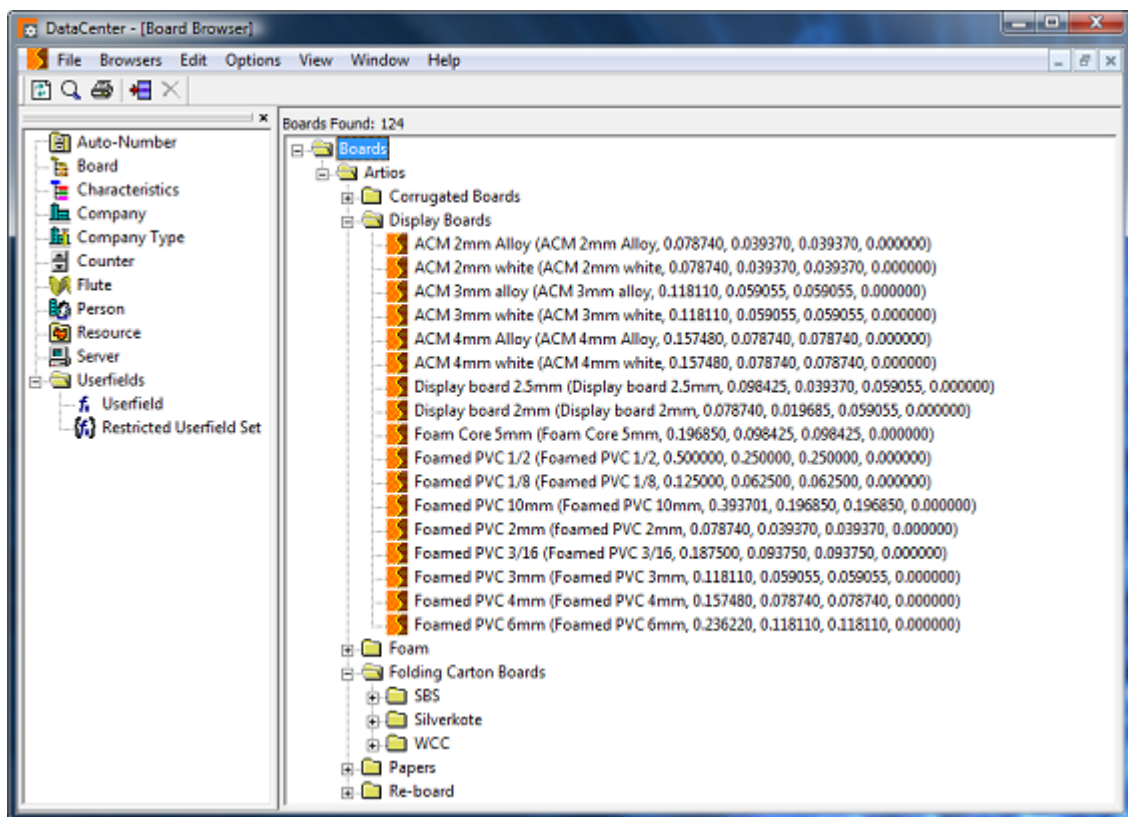 DataCenter - [Board Browser]
File Browsers Edit Options View Window Help
Auto-Number
Board
Characteristics
Company
Company Type
Counter
Flute
Person
Resource
Server
Userfields
Userfield
Restricted Userfield Set
Boards Found: 124
Boards
Artios
Corrugated Boards
Display Boards
ACM 2mm Alloy (ACM 2mm Alloy, 0.078740, 0.039370, 0.039370, 0.000000)
ACM 2mm white (ACM 2mm white, 0.078740, 0.039370, 0.039370, 0.000000)
ACM 3mm alloy (ACM 3mm alloy, 0.118110, 0.059055, 0.059055, 0.000000)
ACM 3mm white (ACM 3mm white, 0.118110, 0.059055, 0.059055, 0.000000)
ACM 4mm Alloy (ACM 4mm Alloy, 0.157480, 0.078740, 0.078740, 0.000000)
ACM 4mm white (ACM 4mm white, 0.157480, 0.078740, 0.078740, 0.000000)
Display board 2.5mm (Display board 2.5mm, 0.098425, 0.039370, 0.059055, 0.000000)
Display board 2mm (Display board 2mm, 0.078740, 0.019685, 0.059055, 0.000000)
Foam Core 5mm (Foam Core 5mm, 0.196850, 0.098425, 0.098425, 0.000000)
Foamed PVC 1/2 (Foamed PVC 1/2, 0.500000, 0.250000, 0.250000, 0.000000)
Foamed PVC 1/8 (Foamed PVC 1/8, 0.125000, 0.062500, 0.062500, 0.000000)
Foamed PVC 10mm (Foamed PVC 10mm, 0.393701, 0.196850, 0.196850, 0.000000)
Foamed PVC 2mm (foamed PVC 2mm, 0.078740, 0.039370, 0.039370, 0.000000)
Foamed PVC 3/16 (Foamed PVC 3/16, 0.187500, 0.093750, 0.093750, 0.000000)
Foamed PVC 3mm (Foamed PVC 3mm, 0.118110, 0.059055, 0.059055, 0.000000)
Foamed PVC 4mm (Foamed PVC 4mm, 0.157480, 0.078740, 0.078740, 0.000000)
Foamed PVC 6mm (Foamed PVC 6mm, 0.236220, 0.118110, 0.118110, 0.000000)
Foam
Folding Carton Boards
SBS
Silverkote
WCC
Papers
Re-board